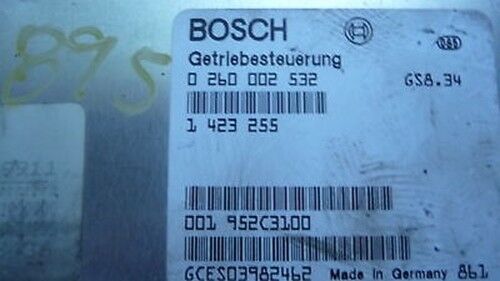 BOSCH
Getriebesteuerung
0 260 002 532 GS8.34
1 423 255
001 952C3100
GCES03982462 Made in Germany 861
895